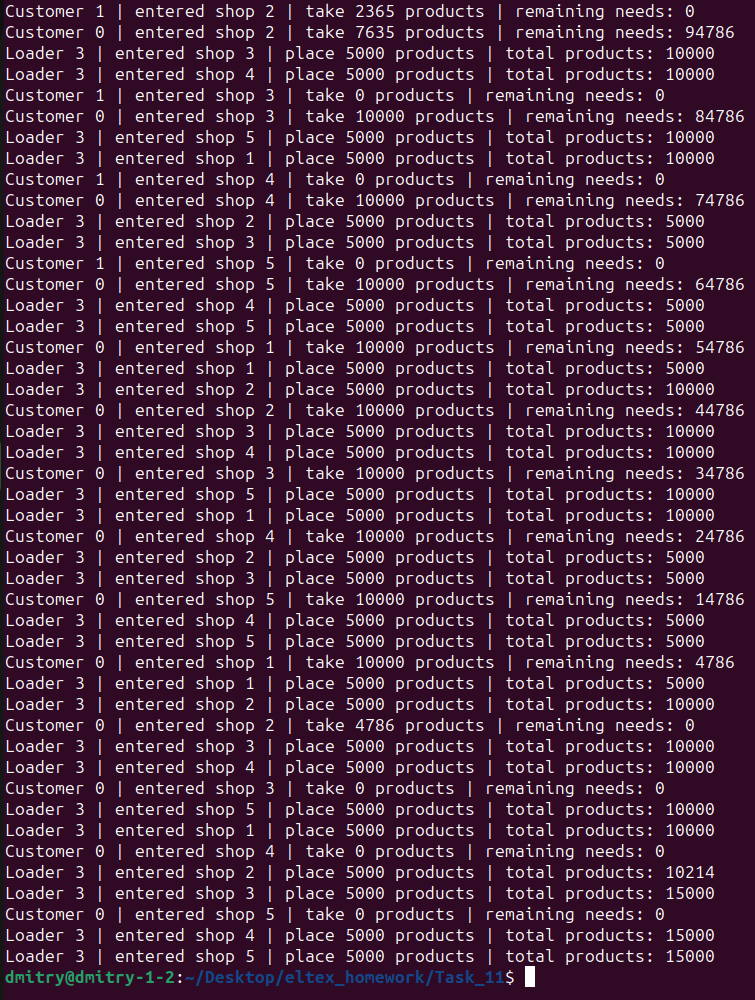 Customer 1 | entered shop 2 | take 2365 products | remaining needs: 0
Customer 0 | entered shop 2 | take 7635 products | remaining needs: 94786
Loader 3 | entered shop 3 | place 5000 products | total products: 10000
Loader 3 | entered shop 4 | place 5000 products | total products: 10000
Customer 1 | entered shop 3 | take 0 products | remaining needs: 0
Customer 0 | entered shop 3 | take 10000 products | remaining needs: 84786
Loader 3 | entered shop 5 | place 5000 products | total products: 10000
Loader 3 | entered shop 1 | place 5000 products | total products: 10000
Customer 1 | entered shop 4 | take 0 products | remaining needs: 0
Customer 0 | entered shop 4 | take 10000 products | remaining needs: 74786
Loader 3 | entered shop 2 | place 5000 products | total products: 5000
Loader 3 | entered shop 3 | place 5000 products | total products: 5000
Customer 1 | entered shop 5 | take 0 products | remaining needs: 0
Customer 0 | entered shop 5 | take 10000 products | remaining needs: 64786
Loader 3 | entered shop 4 | place 5000 products | total products: 5000
Loader 3 | entered shop 5 | place 5000 products | total products: 5000
Customer 0 | entered shop 1 | take 10000 products | remaining needs: 54786
Loader 3 | entered shop 1 | place 5000 products | total products: 5000
Loader 3 | entered shop 2 | place 5000 products | total products: 10000
Customer 0 | entered shop 2 | take 10000 products | remaining needs: 44786
Loader 3 | entered shop 3 | place 5000 products | total products: 10000
Loader 3 | entered shop 4 | place 5000 products | total products: 10000
Customer 0 | entered shop 3 | take 10000 products | remaining needs: 34786
Loader 3 | entered shop 5 | place 5000 products | total products: 10000
Loader 3 | entered shop 1 | place 5000 products | total products: 10000
Customer 0 | entered shop 4 | take 10000 products | remaining needs: 24786
Loader 3 | entered shop 2 | place 5000 products | total products: 5000
Loader 3 | entered shop 3 | place 5000 products | total products: 5000
Customer 0 | entered shop 5 | take 10000 products | remaining needs: 14786
Loader 3 | entered shop 4 | place 5000 products | total products: 5000
Loader 3 | entered shop 5 | place 5000 products | total products: 5000
Customer 0 | entered shop 1 | take 10000 products | remaining needs: 4786
Loader 3 | entered shop 1 | place 5000 products | total products: 5000
Loader 3 | entered shop 2 | place 5000 products | total products: 10000
Customer 0 | entered shop 2 | take 4786 products | remaining needs: 0
Loader 3 | entered shop 3 | place 5000 products | total products: 10000
Loader 3 | entered shop 4 | place 5000 products | total products: 10000
Customer 0 | entered shop 3 | take 0 products | remaining needs: 0
Loader 3 | entered shop 5 | place 5000 products | total products: 10000
Loader 3 | entered shop 1 | place 5000 products | total products: 10000
Customer 0 | entered shop 4 | take 0 products | remaining needs: 0
Loader 3 | entered shop 2 | place 5000 products | total products: 10214
Loader 3 | entered shop 3 | place 5000 products | total products: 15000
Customer 0 | entered shop 5 | take 0 products | remaining needs: 0
Loader 3 | entered shop 4 | place 5000 products | total products: 15000
Loader 3 | entered shop 5 | place 5000 products | total products: 15000
dmitry@dmitry-1-2:~/Desktop/eltex_homework/Task_11$